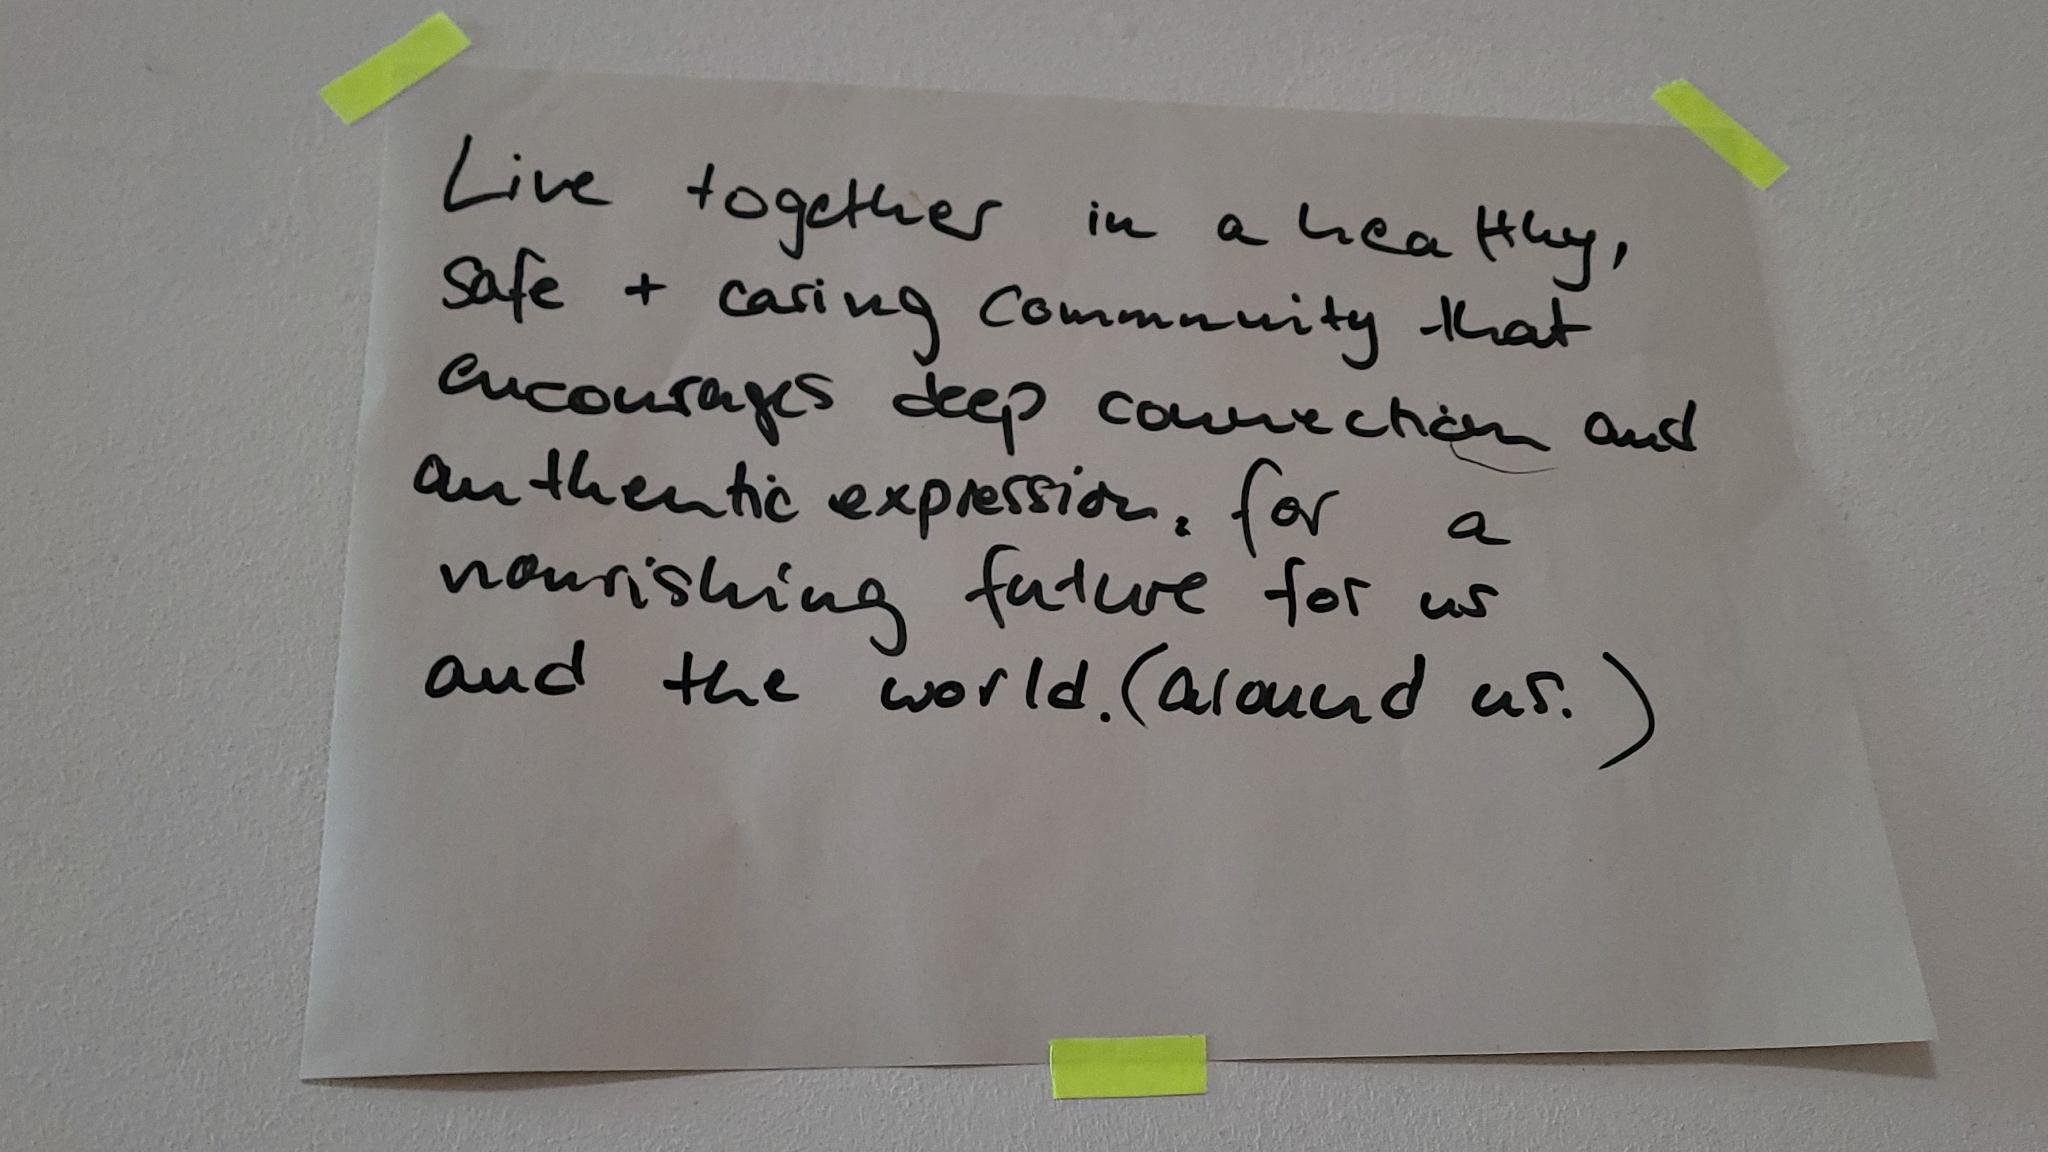 Live together in a healthy,
safe + caring community that
encourages deep connection and
authentic expression. for a
nourishing future for us
and the world. (around us.)